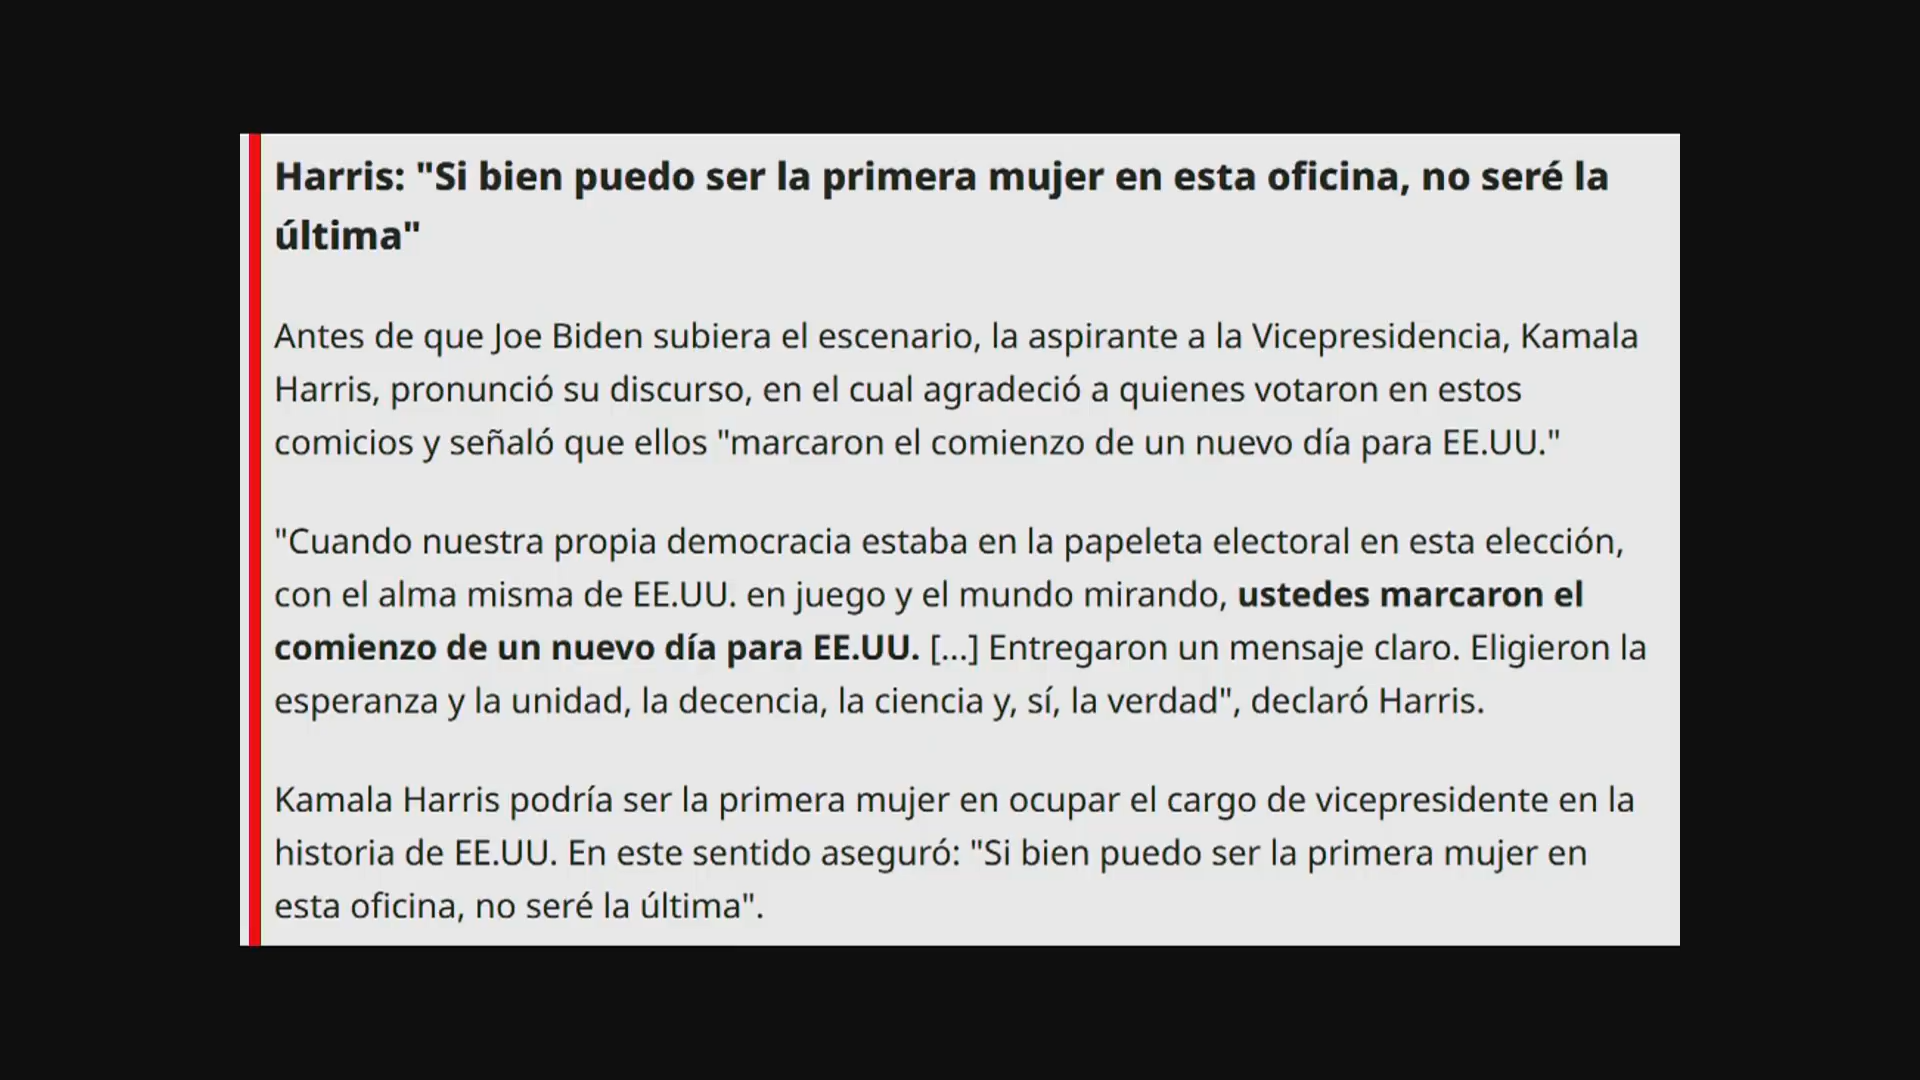 Harris: "Si bien puedo ser la primera mujer en esta oficina, no seré la
última"
Antes de que Joe Biden subiera el escenario, la aspirante a la Vicepresidencia, Kamala
Harris, pronunció su discurso, en el cual agradeció a quienes votaron en estos
comicios y señaló que ellos "marcaron el comienzo de un nuevo día para EE.UU."
"Cuando nuestra propia democracia estaba en la papeleta electoral en esta elección,
con el alma misma de EE.UU. en juego y el mundo mirando, ustedes marcaron el
comienzo de un nuevo día para EE.UU. [...] Entregaron un mensaje claro. Eligieron la
esperanza y la unidad, la decencia, la ciencia y, sí, la verdad", declaró Harris.
Kamala Harris podría ser la primera mujer en ocupar el cargo de vicepresidente en la
historia de EE.UU. En este sentido aseguró: "Si bien puedo ser la primera mujer en
esta oficina, no seré la última".